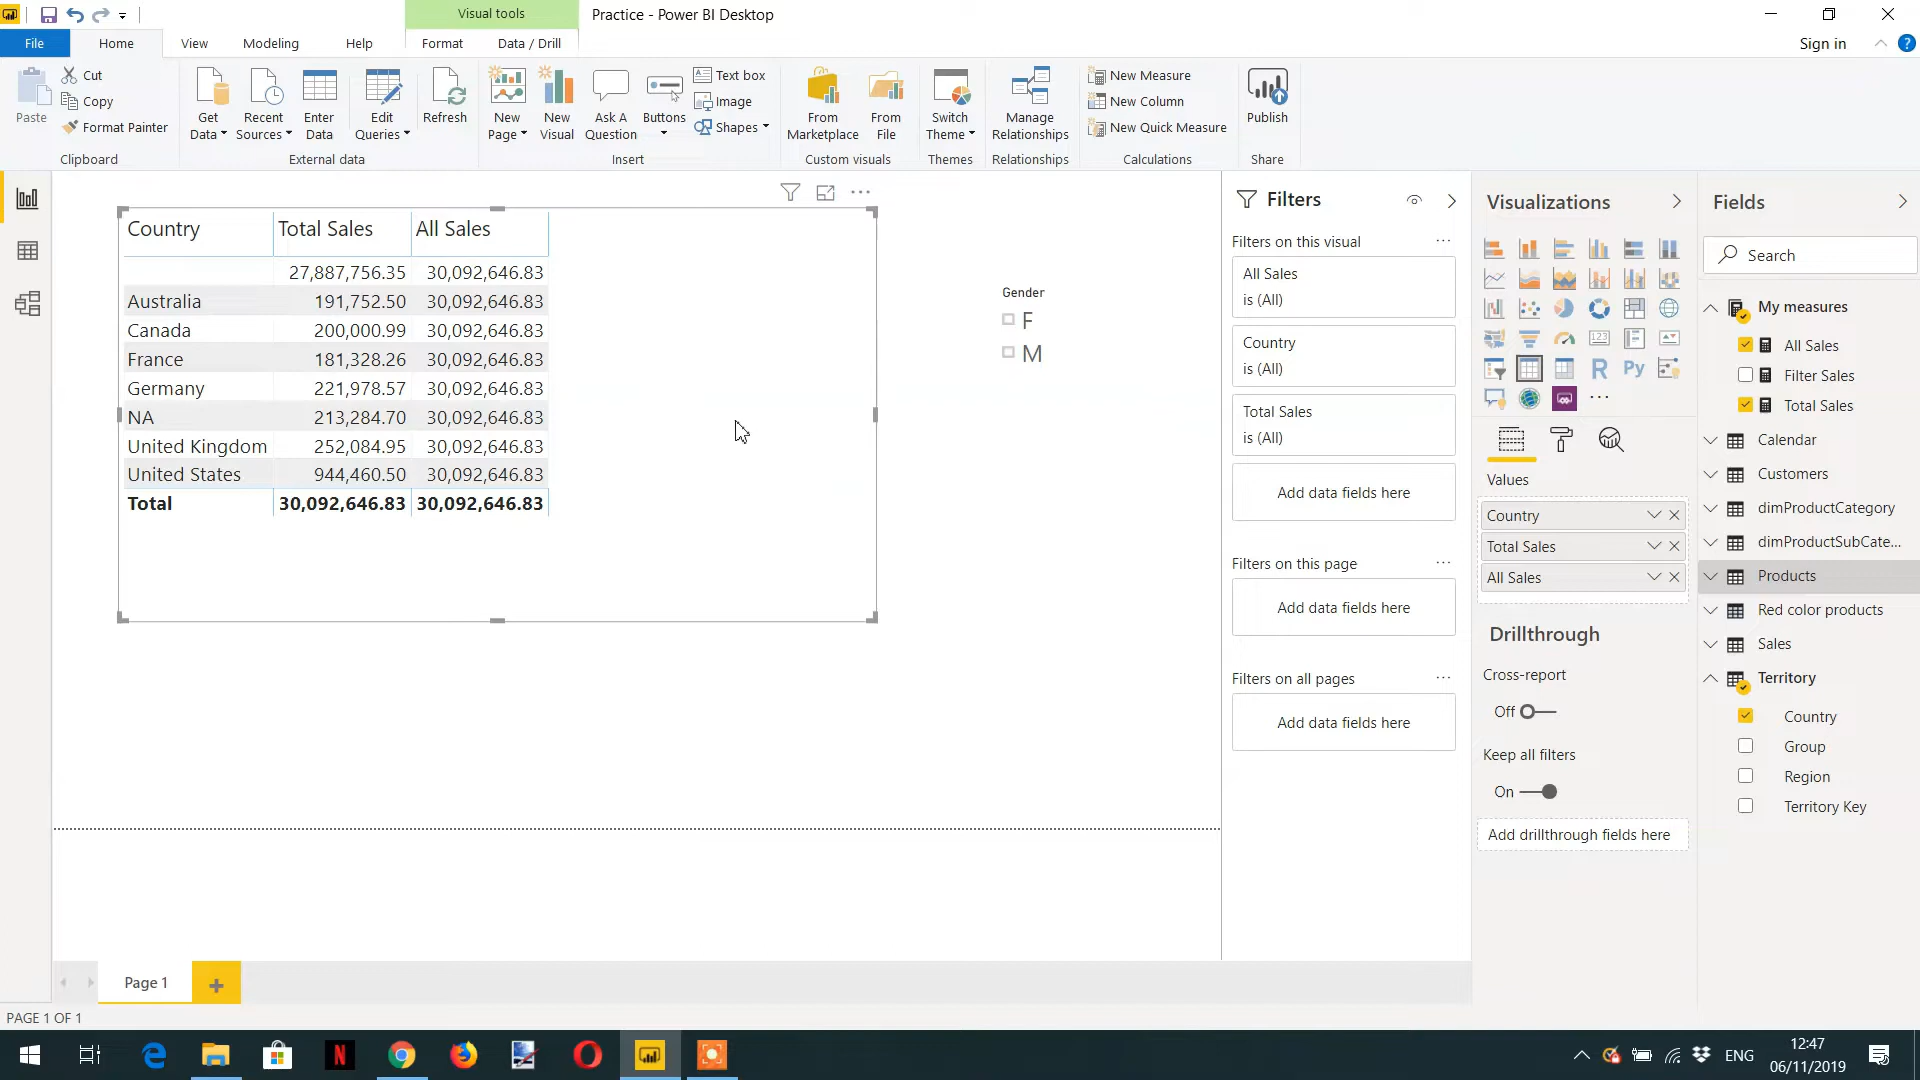 Visual tools
Practice - Power BI Desktop
File
Home
View
Modeling
Help
Format
Data / Drill
Sign in
Paste
Cut
Copy
Format Painter
Clipboard
Get Data
Recent Sources
Enter Data
Edit Queries
Refresh
External data
New Page
New Visual
Ask A Question
Buttons
Text box
Image
Shapes
Insert
From Marketplace
From File
Custom visuals
Switch Theme
Themes
Manage Relationships
Relationships
New Measure
New Column
New Quick Measure
Calculations
Publish
Share
Country Total Sales All Sales
27,887,756.35 30,092,646.83
Australia 191,752.50 30,092,646.83
Canada 200,000.99 30,092,646.83
France 181,328.26 30,092,646.83
Germany 221,978.57 30,092,646.83
NA 213,284.70 30,092,646.83
United Kingdom 252,084.95 30,092,646.83
United States 944,460.50 30,092,646.83
Total 30,092,646.83 30,092,646.83
Gender
F
M
Filters
Filters on this visual
All Sales
is (All)
Country
is (All)
Total Sales
is (All)
Add data fields here
Filters on this page
Add data fields here
Filters on all pages
Add data fields here
Visualizations
R
Py
123
Values
Country
Total Sales
All Sales
Drillthrough
Cross-report
Off
Keep all filters
On
Add drillthrough fields here
Fields
Search
My measures
All Sales
Filter Sales
Total Sales
Calendar
Customers
dimProductCategory
dimProductSubCate...
Products
Red color products
Sales
Territory
Country
Group
Region
Territory Key
Page 1
PAGE 1 OF 1
N
ENG
12:47
06/11/2019